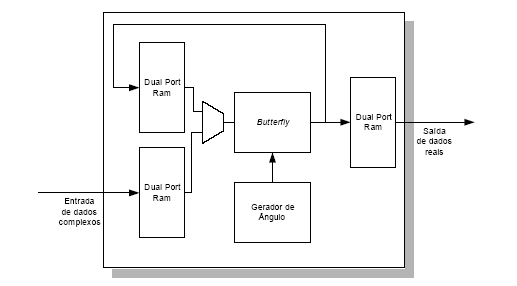 Dual Port
Ram
Butterfly
Dual Port
Ram
Saída
de dados
reais
Dual Port
Ram
Entrada
de dados
complexos
Gerador de
Ângulo